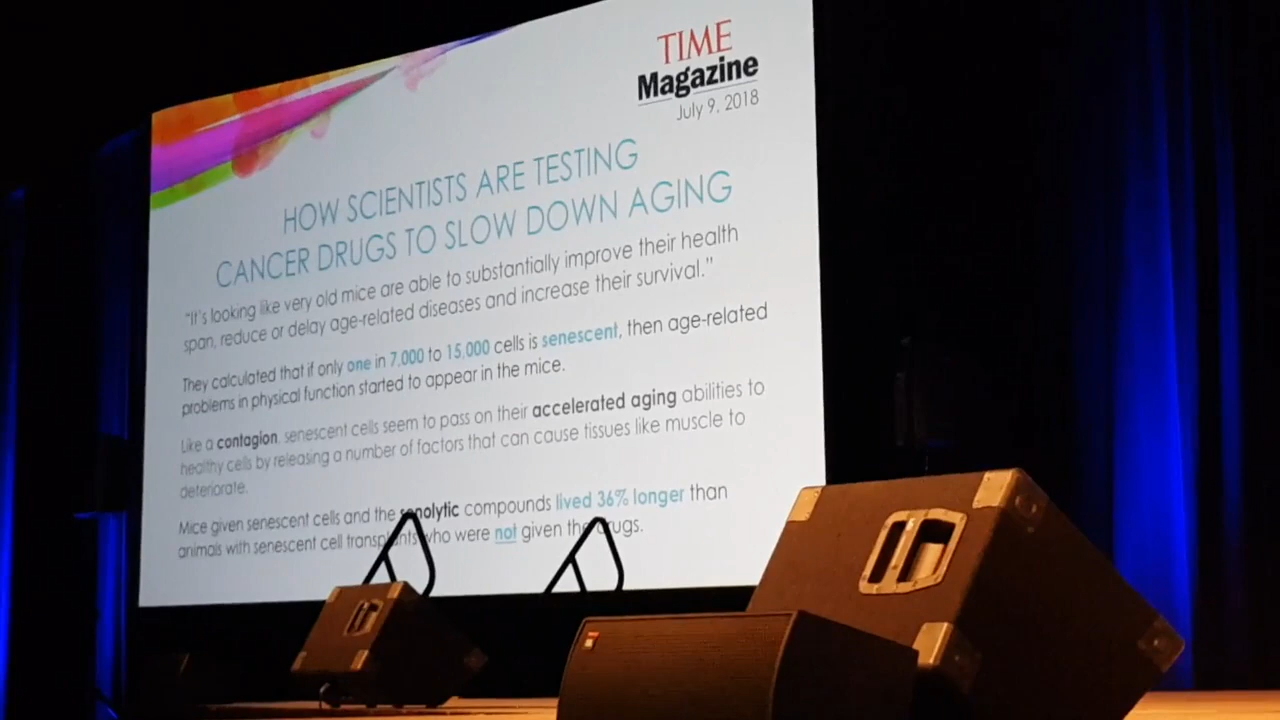 TIME
Magazine
July 9, 2018
HOW SCIENTISTS ARE TESTING
CANCER DRUGS TO SLOW DOWN AGING
"It's looking like very old mice are able to substantially improve their health
span, reduce or delay age-related diseases and increase their survival."
They calculated that if only one in 7,000 to 15,000 cells is senescent, then age-related
problems in physical function started to appear in the mice.
Like a contagion, senescent cells seem to pass on their accelerated aging abilities to
healthy cells by releasing a number of factors that can cause tissues like muscle to
deteriorate.
Mice given senescent cells and the senolytic compounds lived 36% longer than
animals with senescent cell transplants who were not given the drugs.